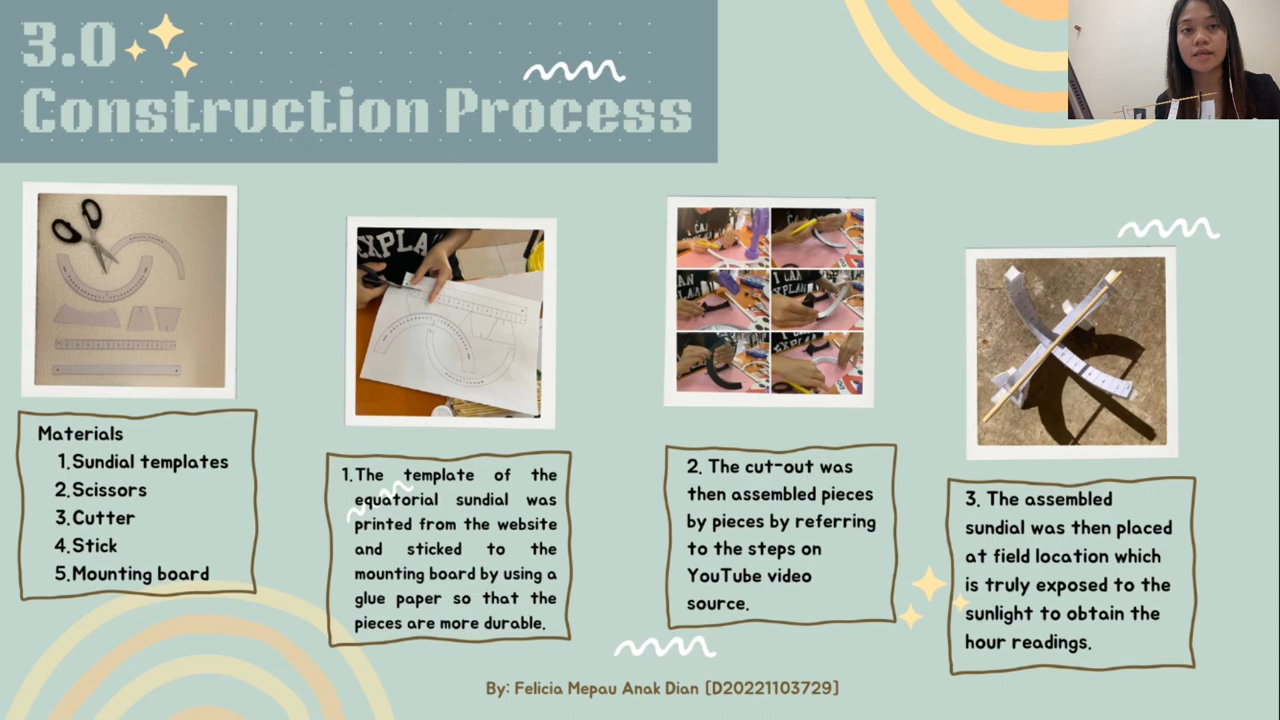 3.0
Construction Process
Materials
1. Sundial templates
2. Scissors
3. Cutter
4. Stick
5. Mounting board
1. The template of the
equatorial sundial was
printed from the website
and sticked to the
mounting board by using a
glue paper so that the
pieces are more durable.
2. The cut-out was
then assembled pieces
by pieces by referring
to the steps on
YouTube video
source.
3. The assembled
sundial was then placed
at field location which
is truly exposed to the
sunlight to obtain the
hour readings.
By: Felicia Mepau Anak Dian [D20221103729]